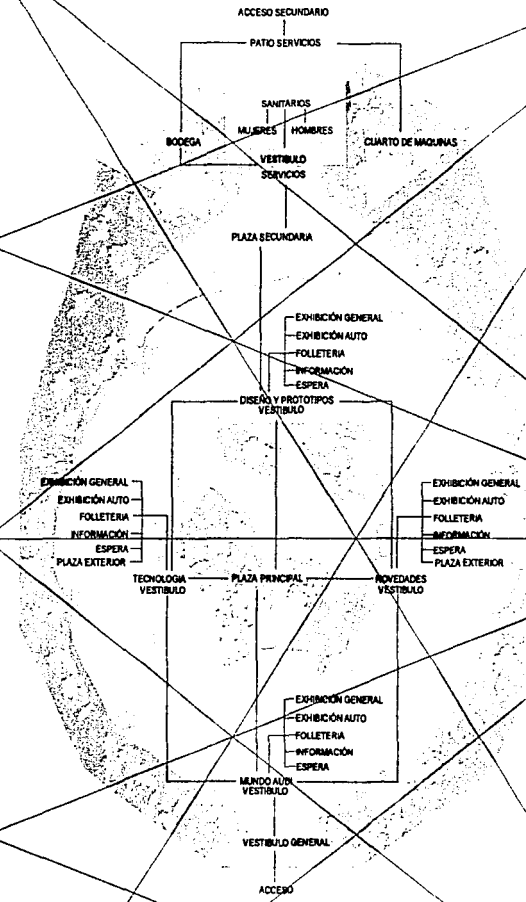 ACCESO SECUNDARIO
PATIO SERVICIOS
SANITARIOS
MUJERES HOMBRES
BODEGA
CUARTO DE MAQUINAS
VESTIBULO
SERVICIOS
PLAZA SECUNDARIA
EXHIBICIÓN GENERAL
EXHIBICIÓN AUTO
FOLLETERIA
INFORMACIÓN
ESPERA
DISEÑO Y PROTOTIPOS
VESTIBULO
EXHIBICIÓN GENERAL
EXHIBICIÓN AUTO
FOLLETERIA
INFORMACIÓN
ESPERA
PLAZA EXTERIOR
TECNOLOGIA
VESTIBULO
PLAZA PRINCIPAL
EXHIBICIÓN GENERAL
EXHIBICIÓN AUTO
FOLLETERIA
INFORMACIÓN
ESPERA
PLAZA EXTERIOR
NOVEDADES
VESTIBULO
EXHIBICIÓN GENERAL
EXHIBICIÓN AUTO
FOLLETERIA
INFORMACIÓN
ESPERA
MUNDO AUDI
VESTIBULO
VESTIBULO GENERAL
ACCESO